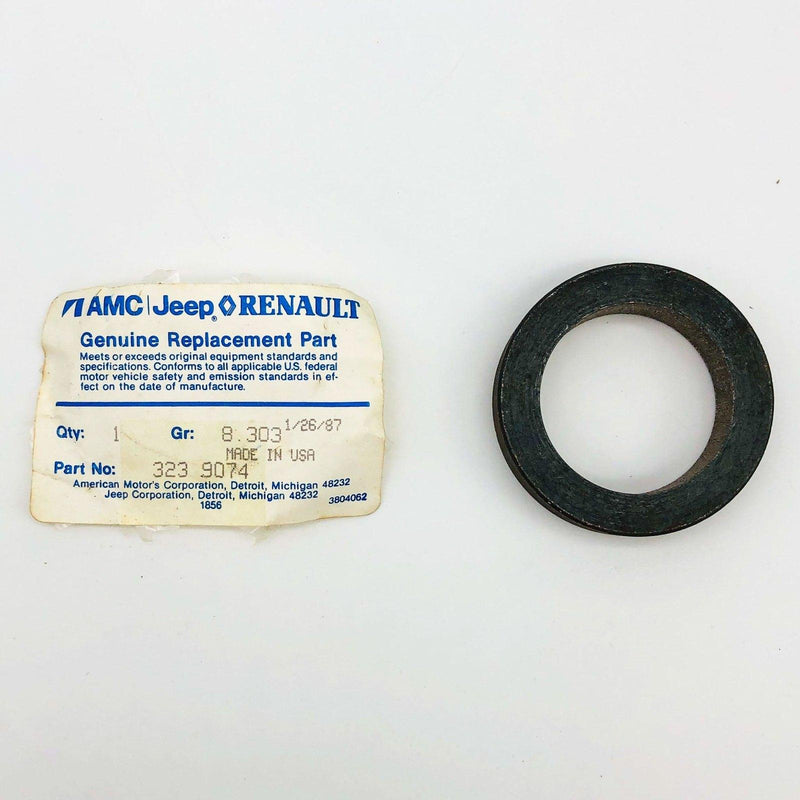 AMC | Jeep® RENAULT
Genuine Replacement Part
Meets or exceeds original equipment standards and
specifications. Conforms to all applicable U.S. federal
motor vehicle safety and emission standards in ef-
fect on the date of manufacture.
Qty: 1 Gr: 8.303 1/26/87
MADE IN USA
Part No: 323 9074
American Motor's Corporation, Detroit, Michigan 48232
Jeep Corporation, Detroit, Michigan 48232 3804062
1856